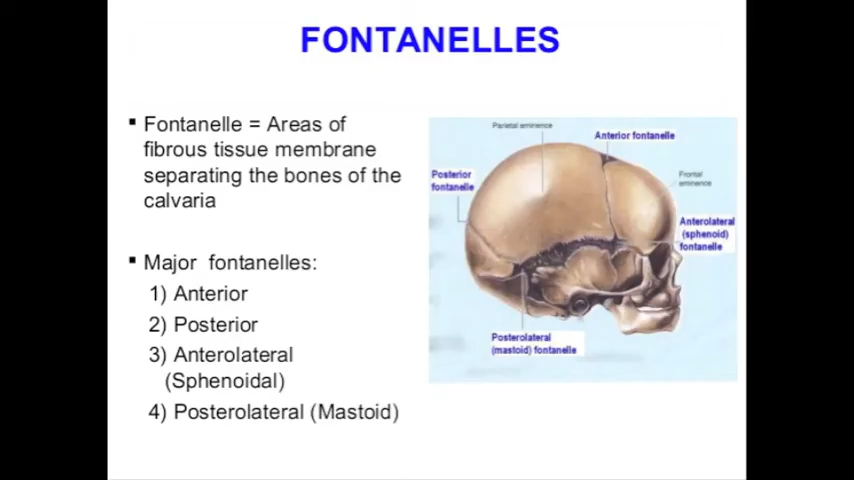 FONTANELLES
▪ Fontanelle = Areas of
fibrous tissue membrane
separating the bones of the
calvaria
▪ Major fontanelles:
1) Anterior
2) Posterior
3) Anterolateral
(Sphenoidal)
4) Posterolateral (Mastoid)
Parietal eminence
Anterior fontanelle
Posterior
fontanelle
Frontal
eminence
Anterolateral
(sphenoid)
fontanelle
Posterolateral
(mastoid) fontanelle